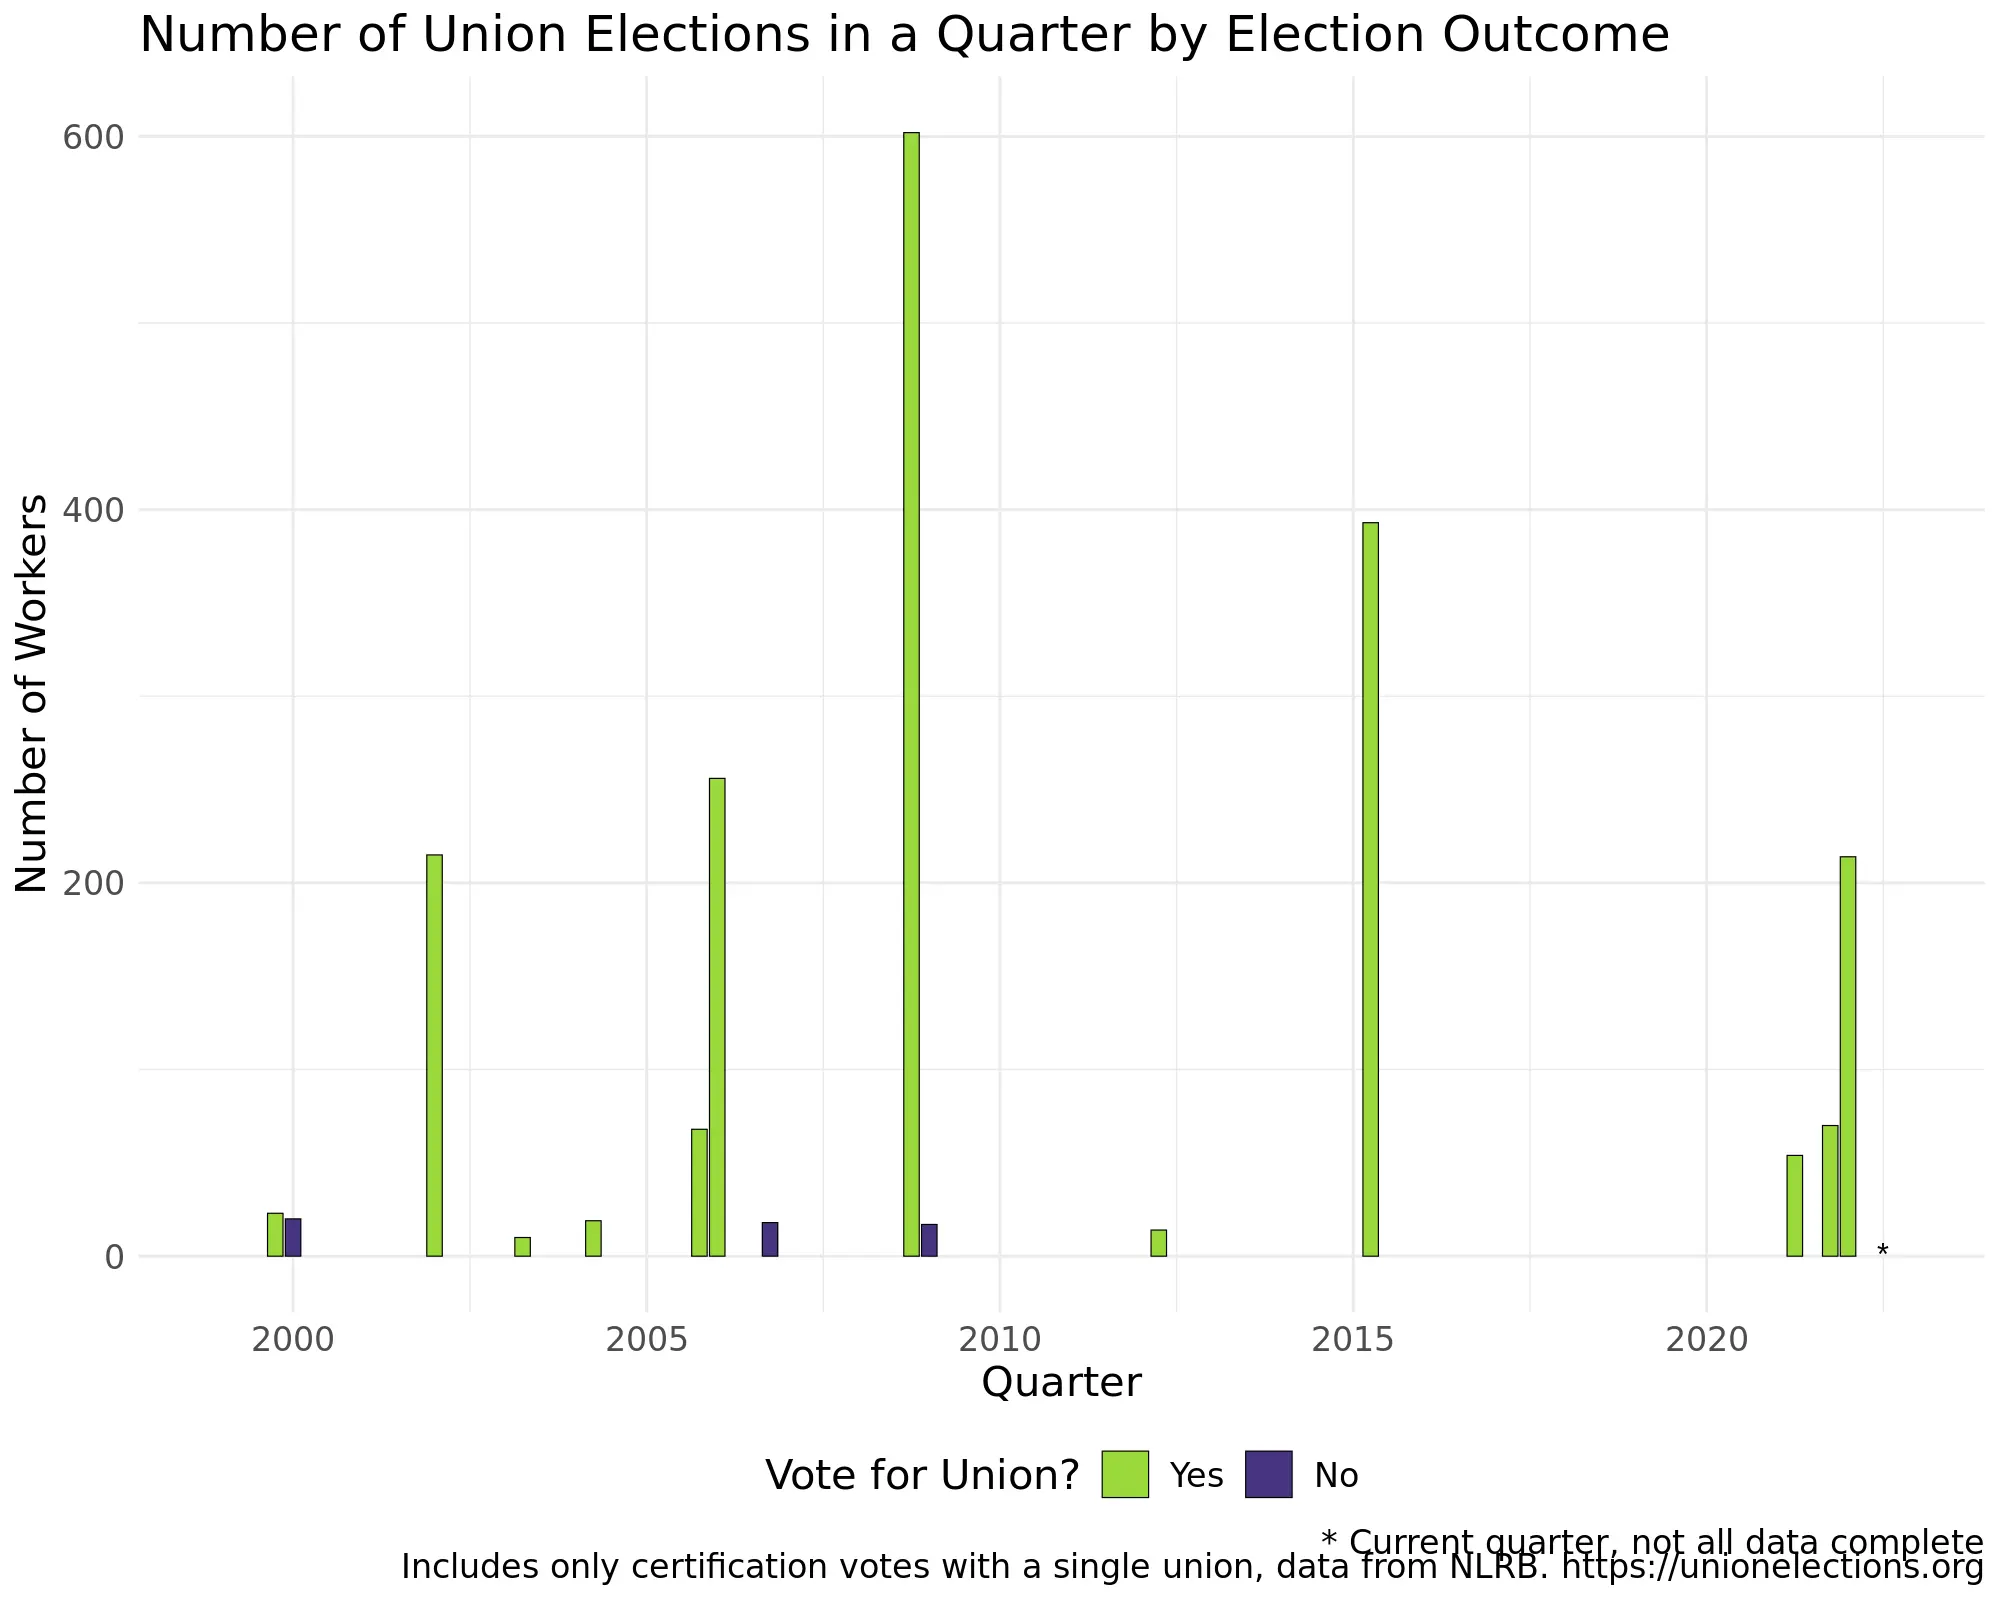 Number of Union Elections in a Quarter by Election Outcome
Number of Workers
600
400
200
0
*
2000 2005 2010 2015 2020
Quarter
Vote for Union? Yes No
* Current quarter, not all data complete
Includes only certification votes with a single union, data from NLRB. https://unionelections.org